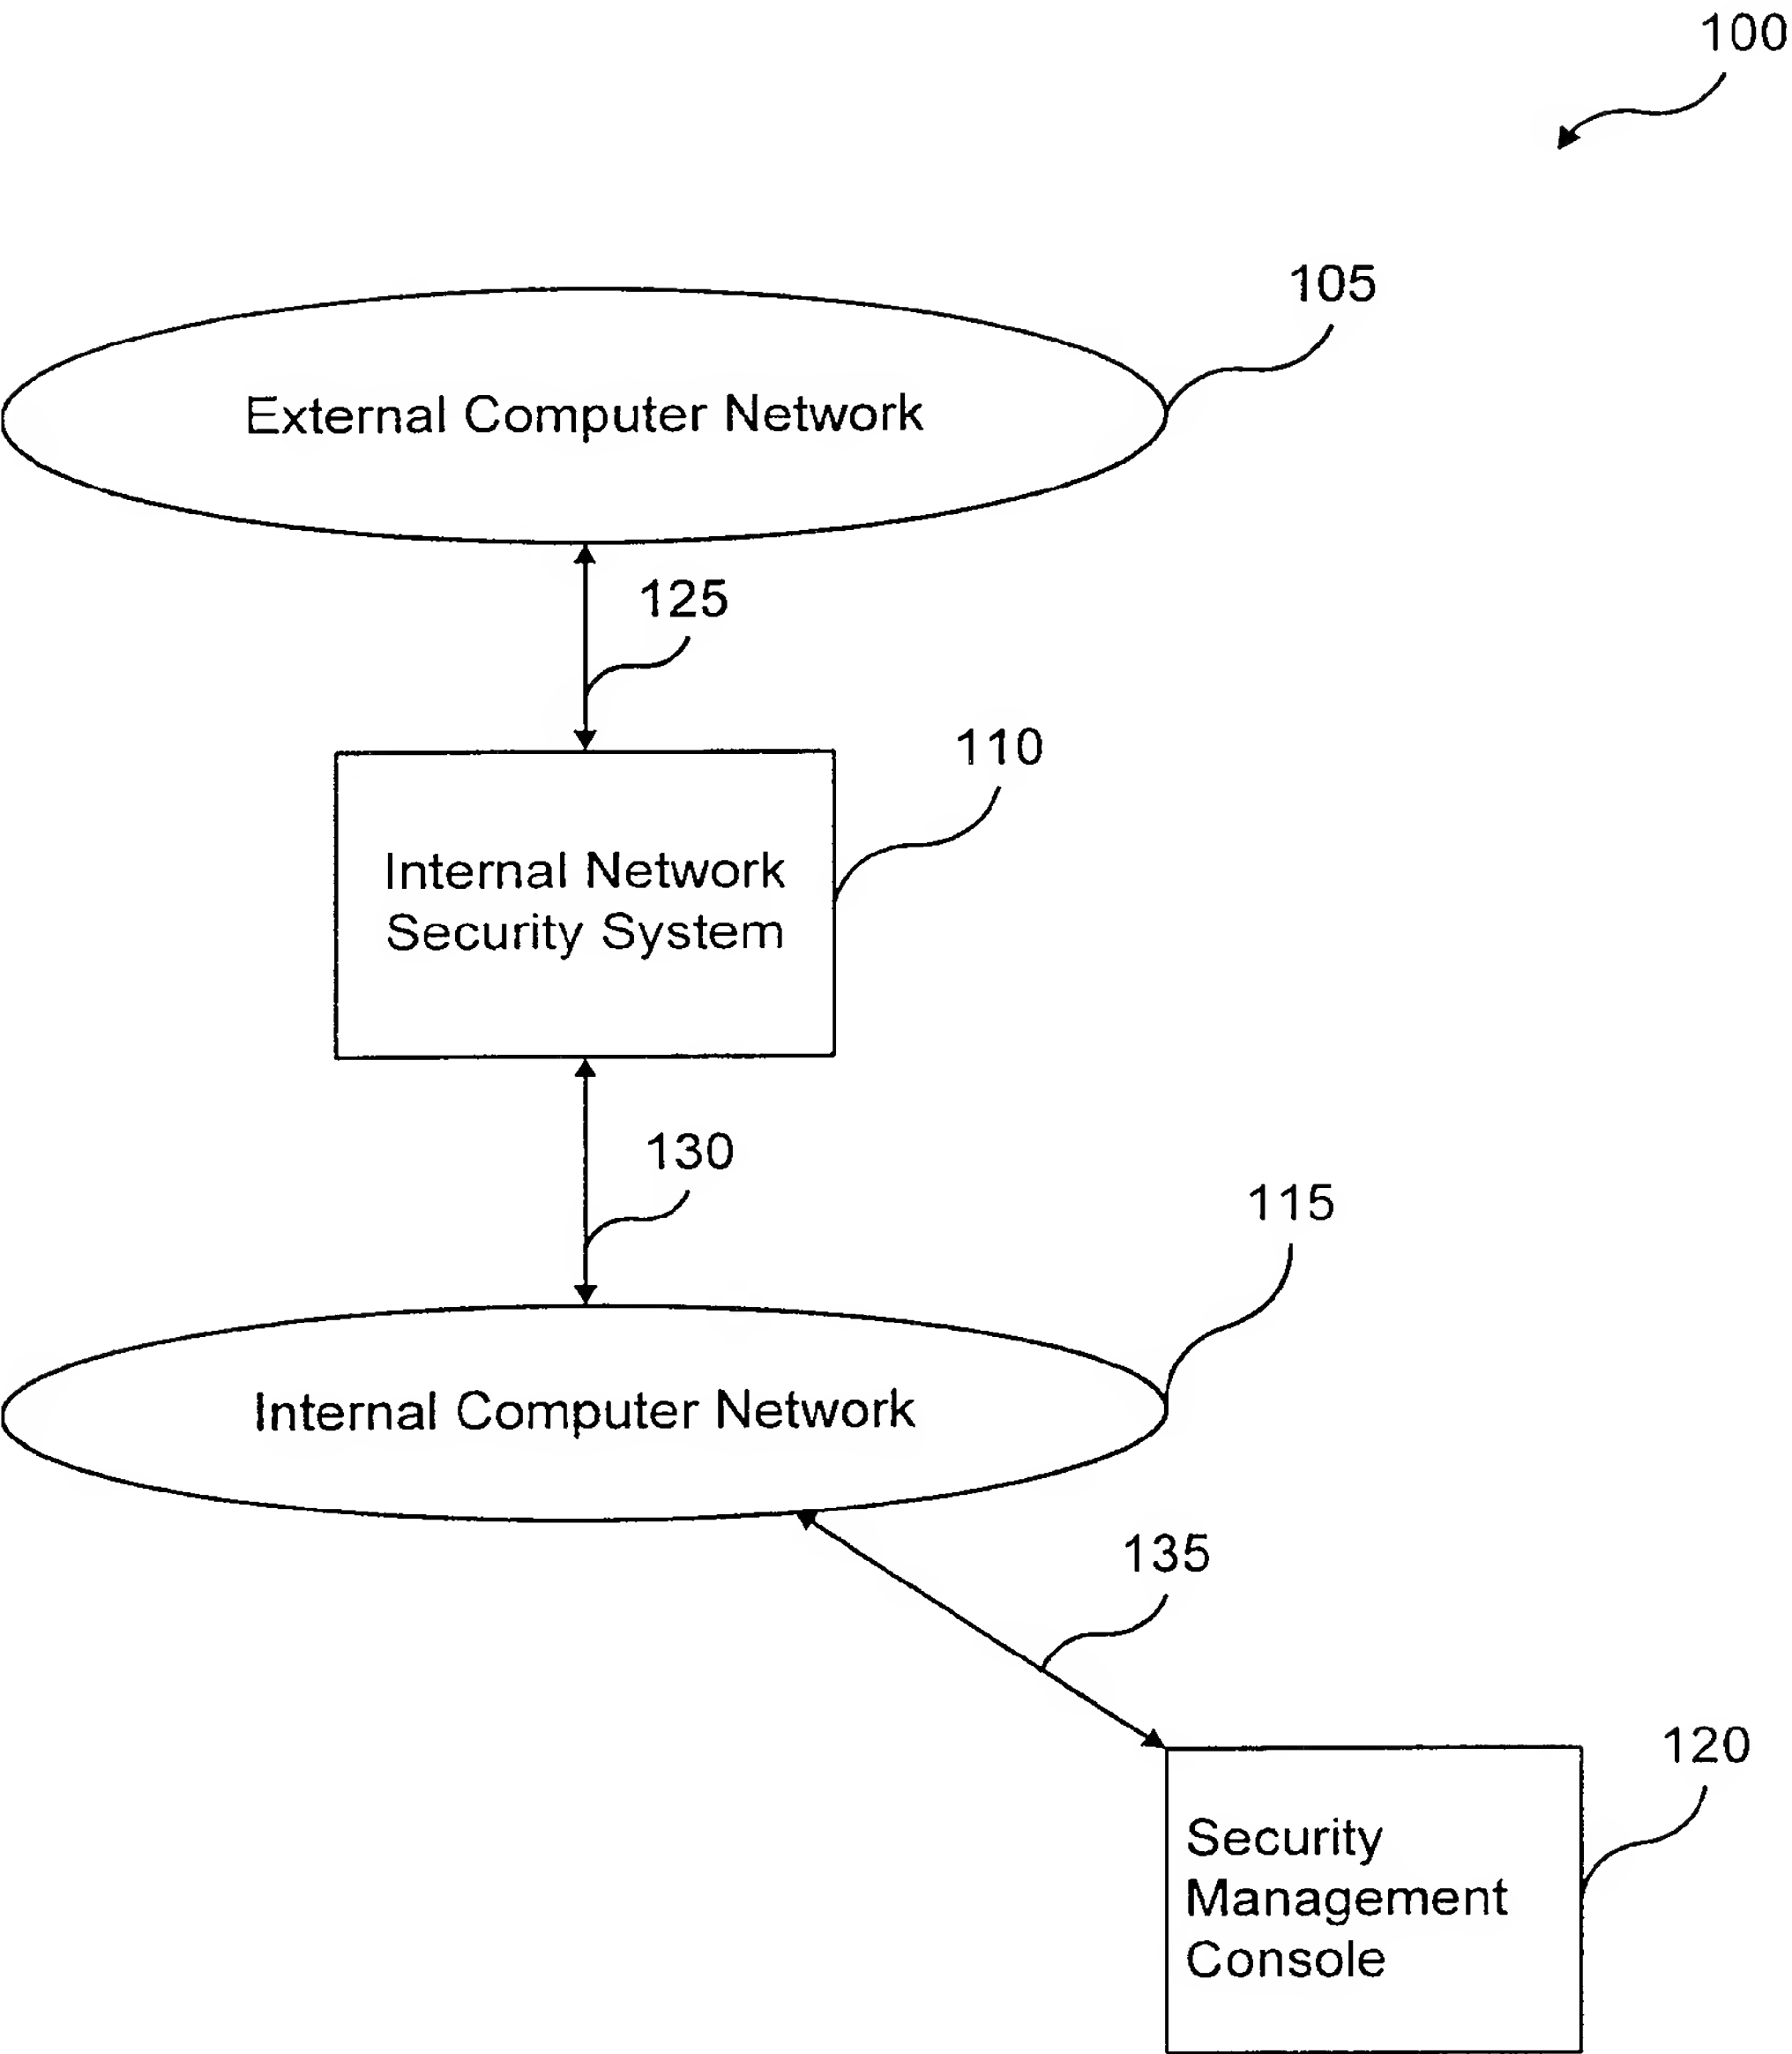 100
105
External Computer Network
125
110
Internal Network
Security System
130
115
Internal Computer Network
135
120
Security
Management
Console